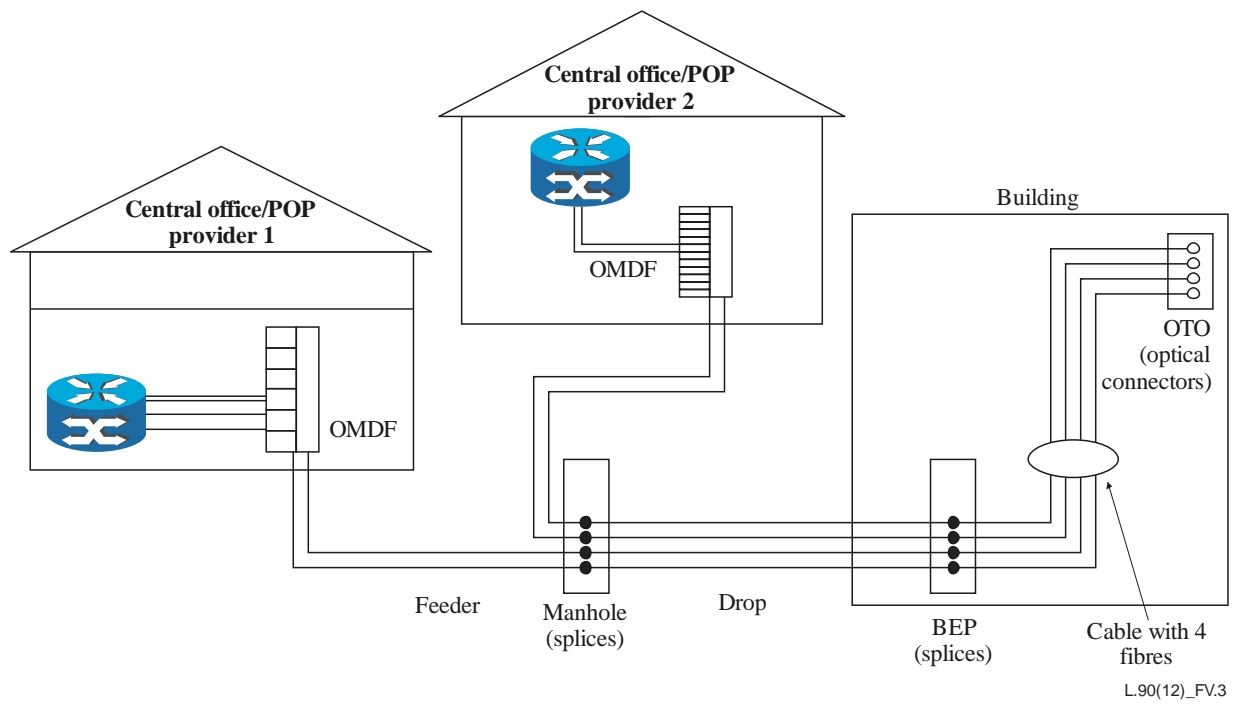 Central office/POP
provider 2
Central office/POP
provider 1
Building
OMDF
OTO
(optical
connectors)
OMDF
Feeder
Manhole
(splices)
Drop
BEP
(splices)
Cable with 4
fibres
L.90(12)_FV.3